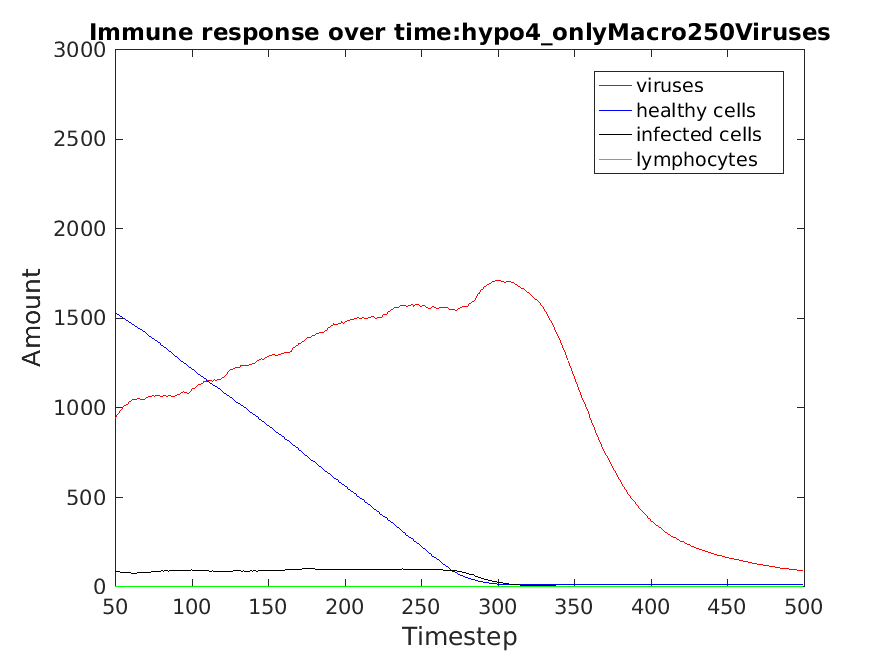 Immune response over time:hypo4_onlyMacro250Viruses
3000
2500
2000
1500
1000
500
0
Amount
viruses
healthy cells
infected cells
lymphocytes
50 100 150 200 250 300 350 400 450 500
Timestep